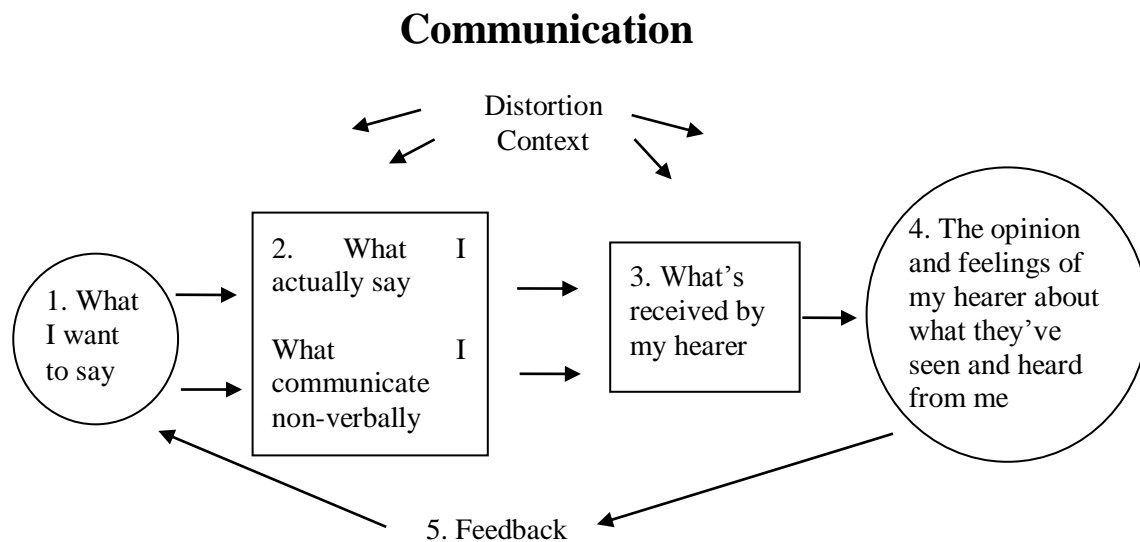 Communication
Distortion
Context
1. What
I want
to say
2. What I
actually say
What I
communicate
non-verbally
3. What’s
received by
my hearer
4. The opinion
and feelings of
my hearer about
what they’ve
seen and heard
from me
5. Feedback